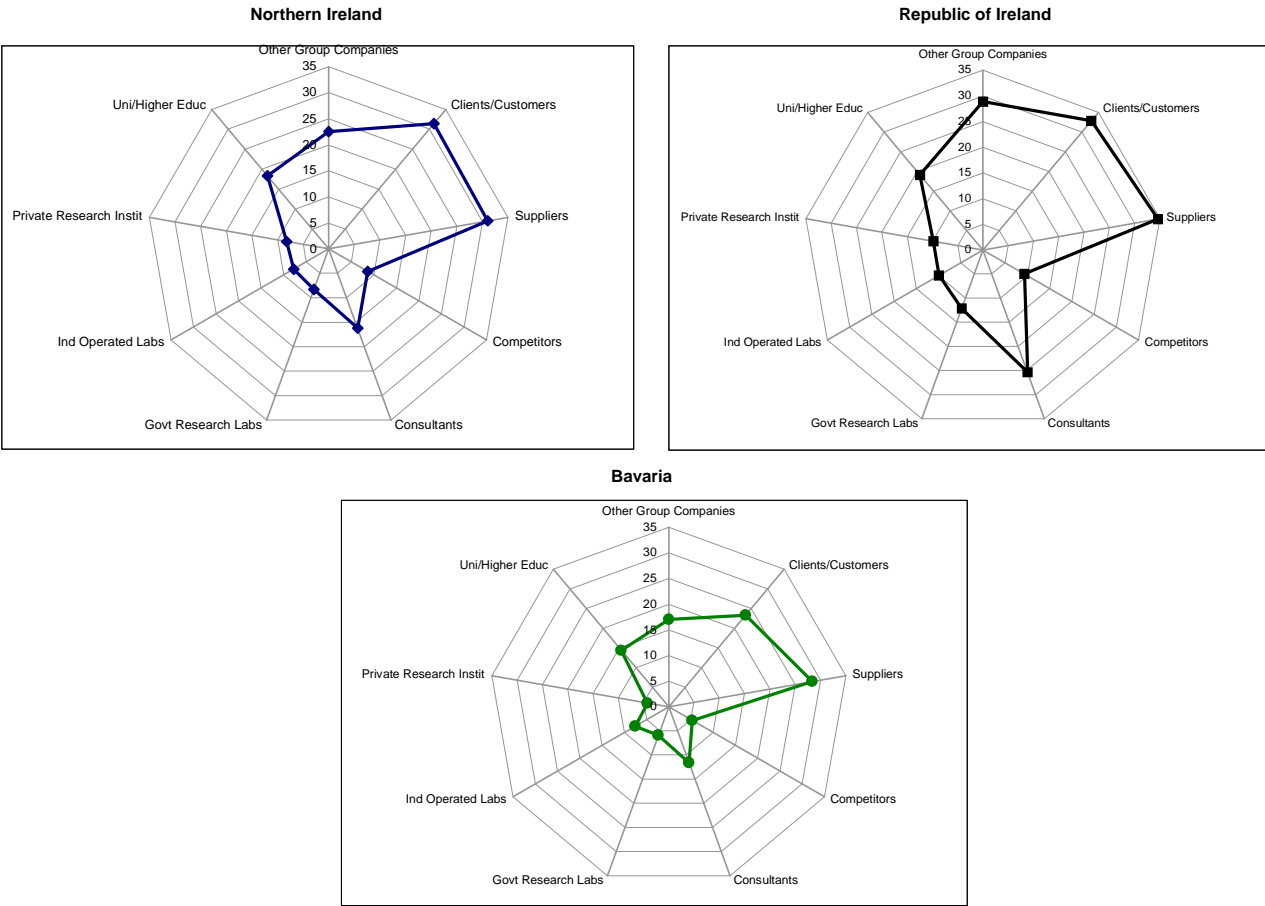 Northern Ireland
Other Group Companies
Clients/Customers
Suppliers
Competitors
Consultants
Govt Research Labs
Ind Operated Labs
Private Research Instit
Uni/Higher Educ
35
30
25
20
15
10
5
0
Republic of Ireland
Other Group Companies
Clients/Customers
Suppliers
Competitors
Consultants
Govt Research Labs
Ind Operated Labs
Private Research Instit
Uni/Higher Educ
35
30
25
20
15
10
5
0
Bavaria
Other Group Companies
Clients/Customers
Suppliers
Competitors
Consultants
Govt Research Labs
Ind Operated Labs
Private Research Instit
Uni/Higher Educ
35
30
25
20
15
10
5
0